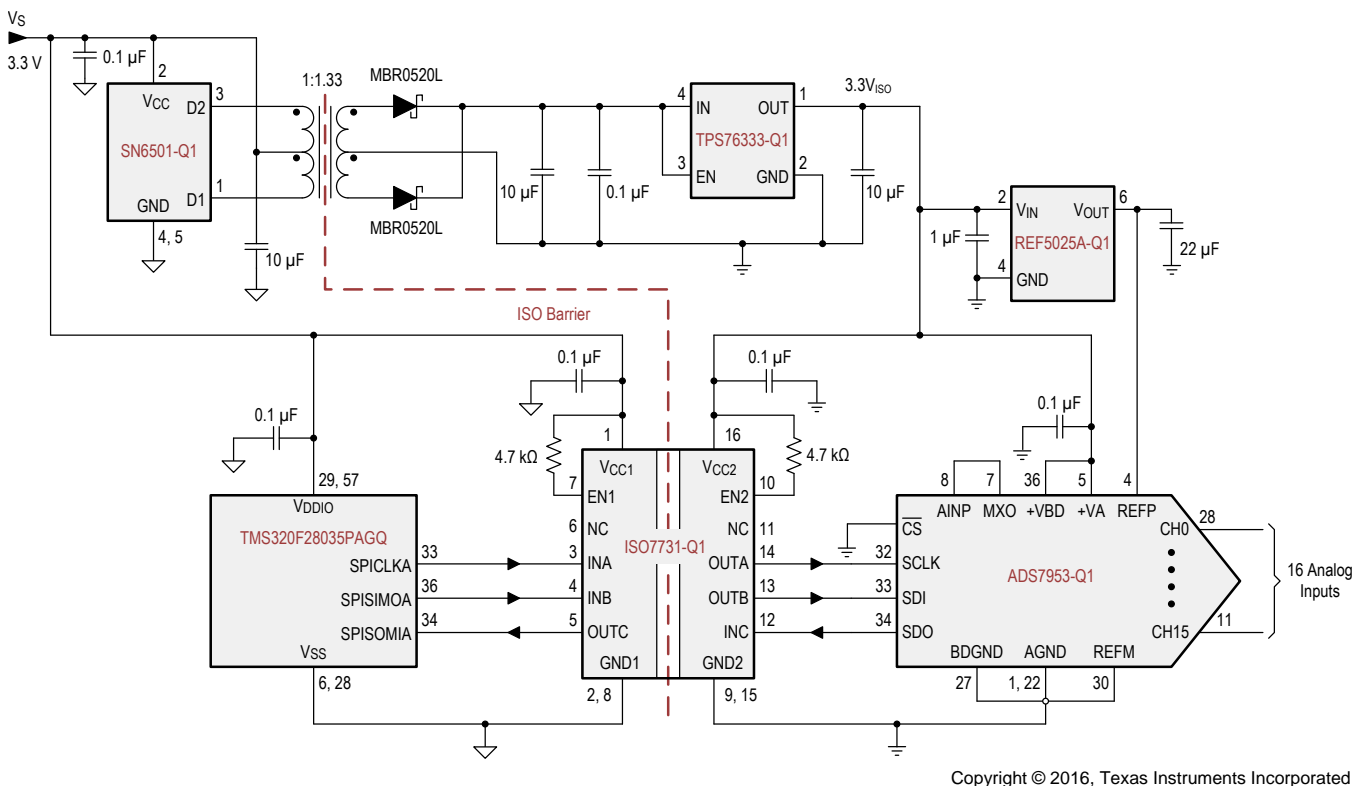 VS
3.3 V
0.1 µF
2
VCC
D2
3
SN6501-Q1
D1
1
GND
4, 5
10 µF
1:1.33
MBR0520L
MBR0520L
10 µF
0.1 µF
4
IN
OUT
1
TPS76333-Q1
3
EN
GND
2
3.3VISO
10 µF
2
VIN
VOUT
6
1 µF
REF5025A-Q1
4
GND
22 µF
ISO Barrier
0.1 µF
0.1 µF
0.1 µF
0.1 µF
4.7 kΩ
1
16
4.7 kΩ
29, 57
VDDIO
TMS320F28035PAGQ
SPICLKA
33
SPISIMOA
36
SPISOMIA
34
VSS
6, 28
VCC1
VCC2
7
EN1
EN2
10
6
NC
NC
11
ISO7731-Q1
3
INA
OUTA
14
4
INB
OUTB
13
5
OUTC
INC
12
GND1
GND2
2, 8
9, 15
8
7
36
5
4
AINP
MXO
+VBD
+VA
REFP
CS
CH0
28
32
SCLK
33
SDI
ADS7953-Q1
34
SDO
CH15
11
16 Analog
Inputs
BDGND
AGND
REFM
27
1, 22
30
Copyright © 2016, Texas Instruments Incorporated